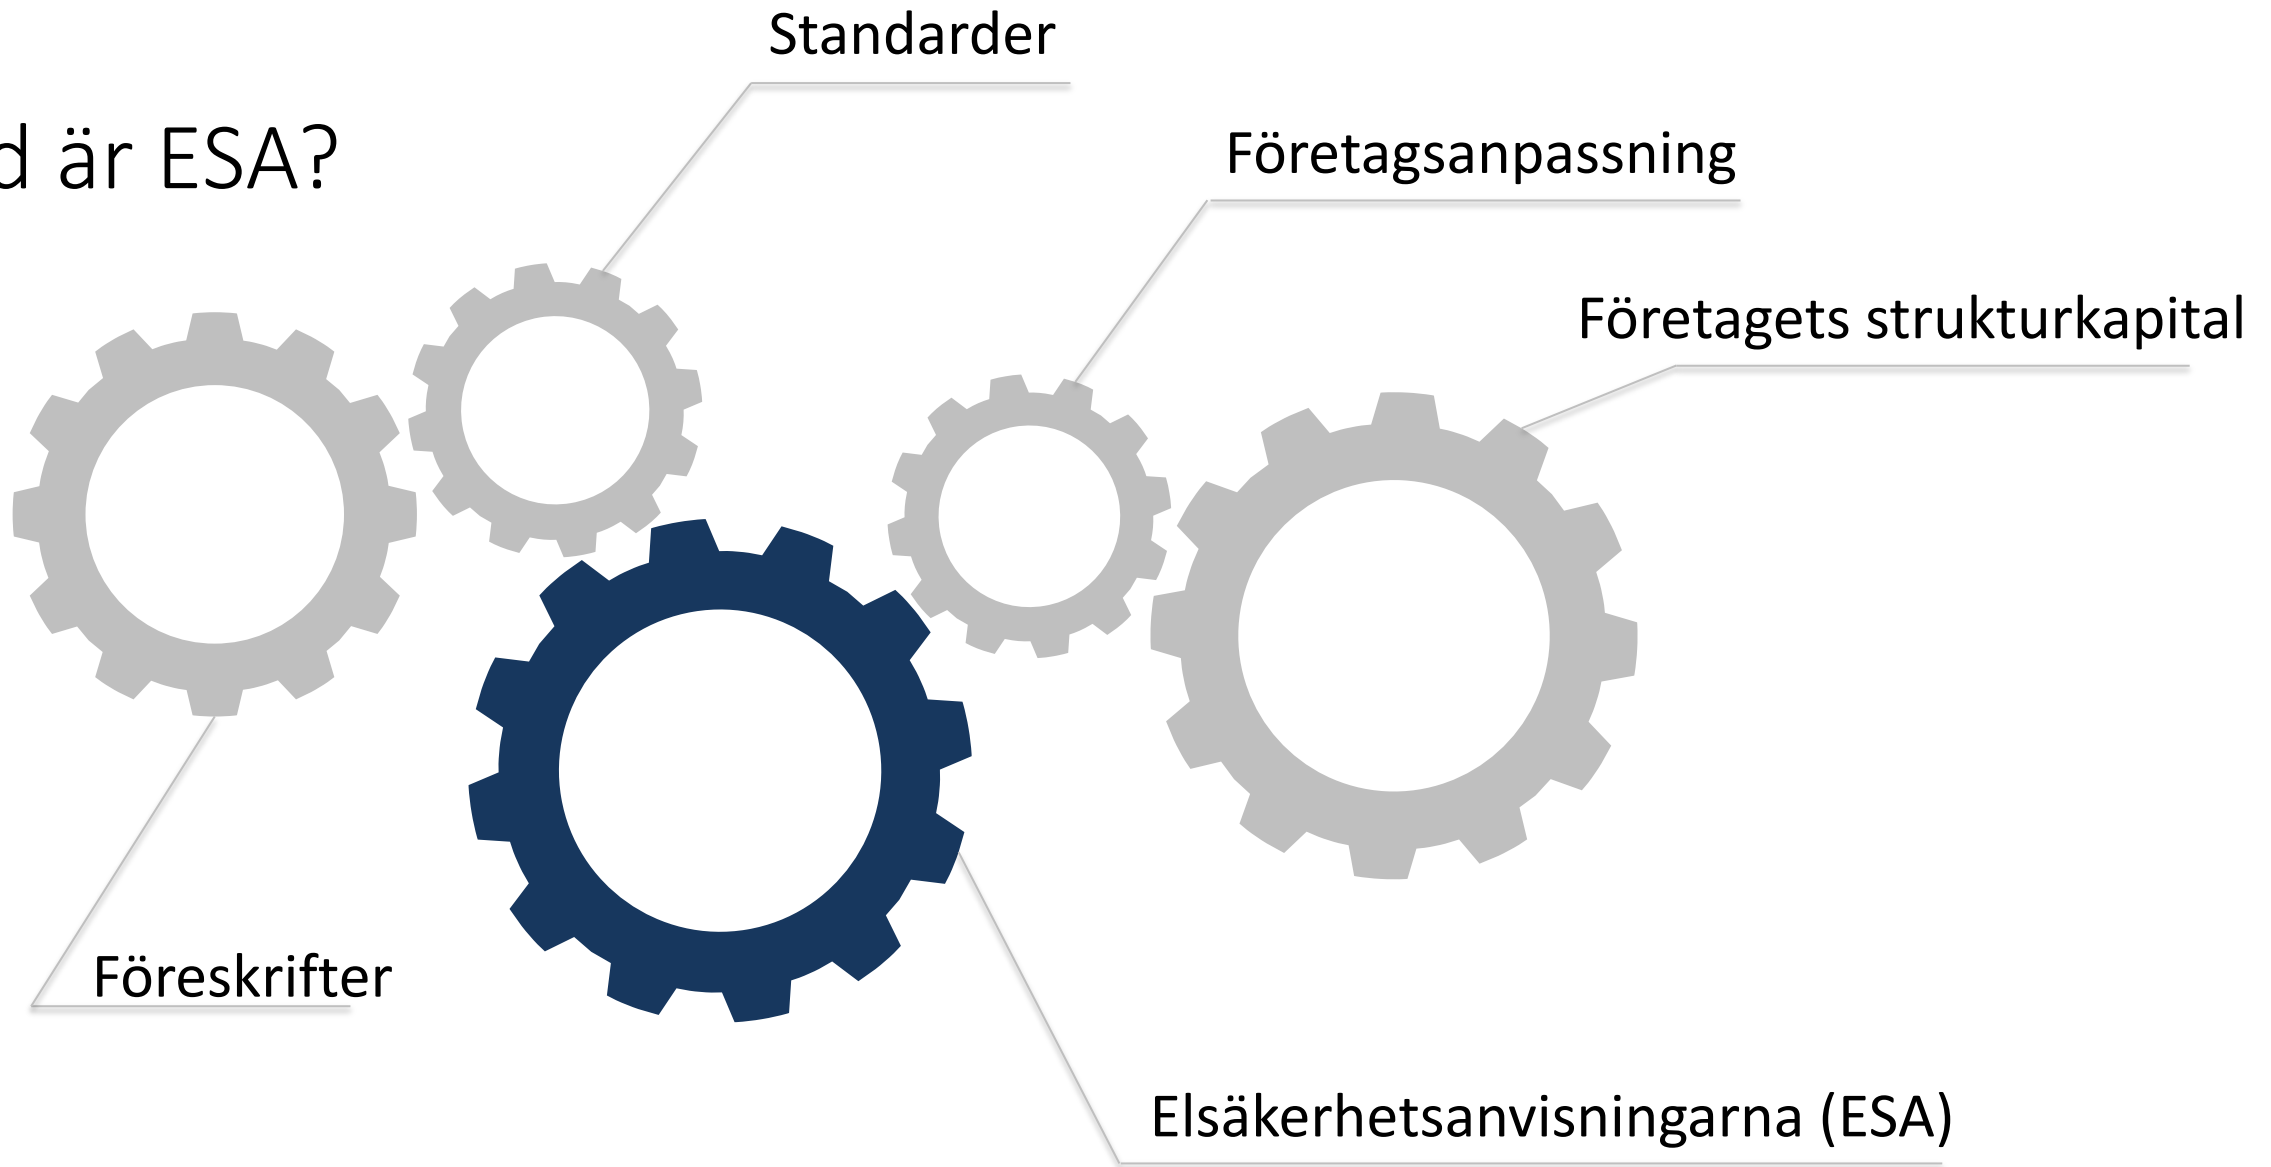 Standarder
d är ESA?
Företagsanpassning
Företagets strukturkapital
Föreskrifter
Elsäkerhetsanvisningarna (ESA)